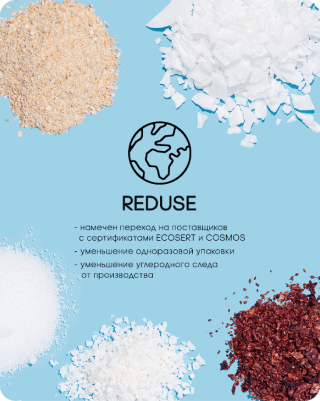 REDUSE
- намечен переход на поставщиков
с сертификатами ECOSERT и COSMOS
- уменьшение одноразовой упаковки
- уменьшение углеродного следа
от производства